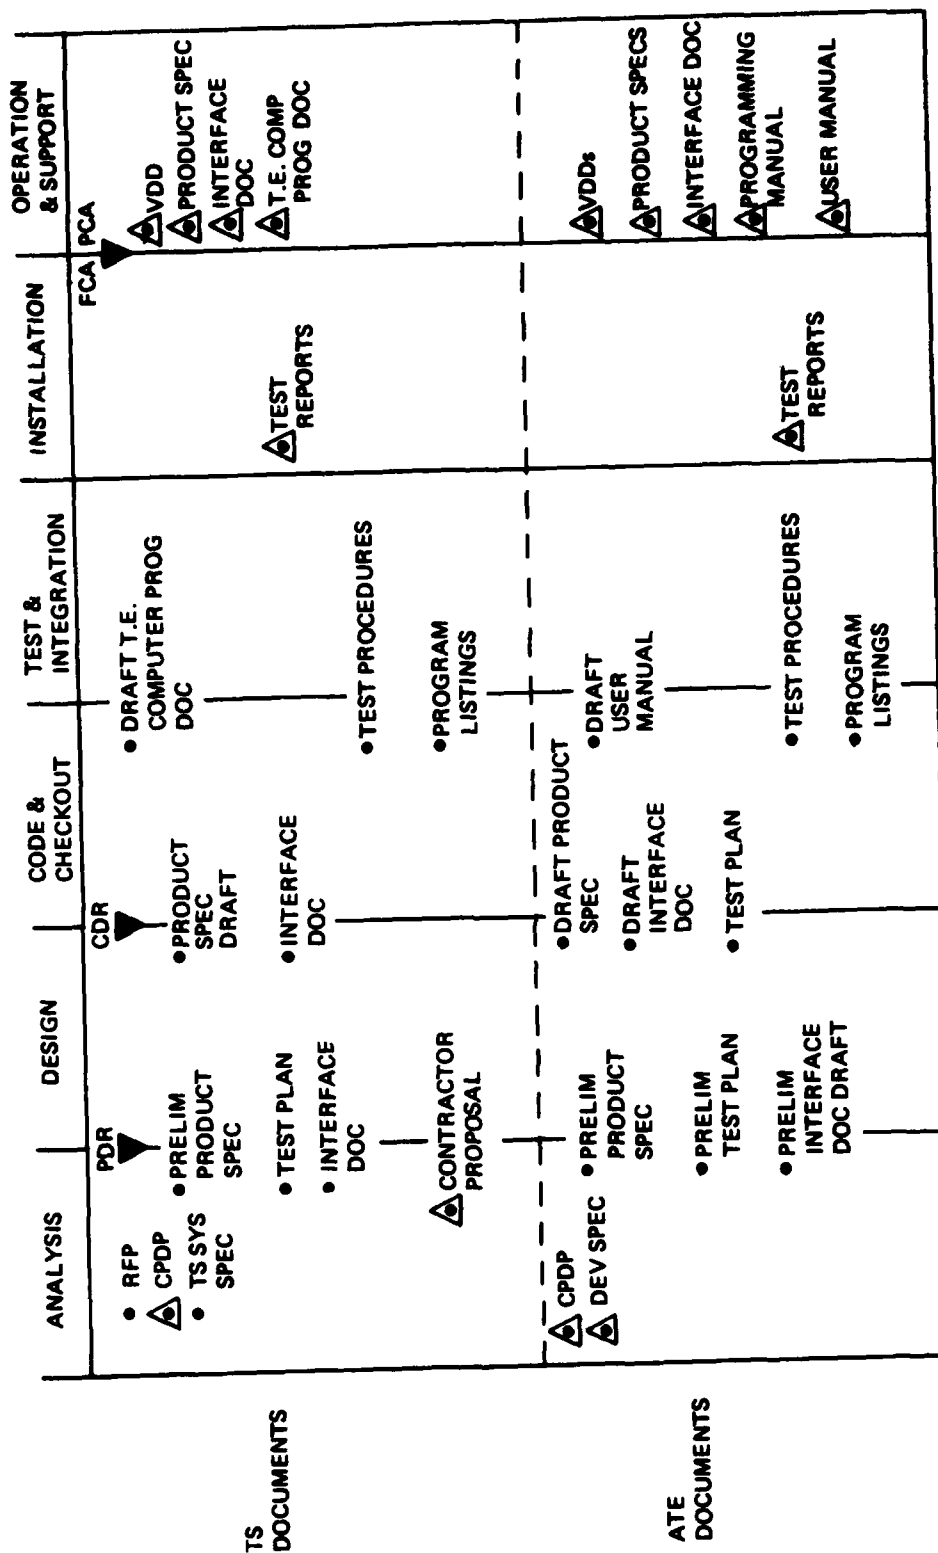 ANALYSIS
DESIGN
CODE &
CHECKOUT
TEST &
INTEGRATION
INSTALLATION
OPERATION
& SUPPORT
PDR
CDR
FCA
PCA
TS
DOCUMENTS
• RFP
CPDP
• TS SYS
SPEC
• PRELIM
PRODUCT
SPEC
• TEST PLAN
• INTERFACE
DOC
CONTRACTOR
PROPOSAL
• PRODUCT
SPEC
DRAFT
• INTERFACE
DOC
• DRAFT T.E.
COMPUTER PROG
DOC
• TEST PROCEDURES
• PROGRAM
LISTINGS
TEST
REPORTS
VDD
PRODUCT SPEC
INTERFACE
DOC
T.E. COMP
PROG DOC
ATE
DOCUMENTS
CPDP
DEV SPEC
• PRELIM
PRODUCT
SPEC
• PRELIM
TEST PLAN
• PRELIM
INTERFACE
DOC DRAFT
• DRAFT PRODUCT
SPEC
• DRAFT
INTERFACE
DOC
• TEST PLAN
• DRAFT
USER
MANUAL
• TEST PROCEDURES
• PROGRAM
LISTINGS
TEST
REPORTS
VDDs
PRODUCT SPECS
INTERFACE DOC
PROGRAMMING
MANUAL
USER MANUAL